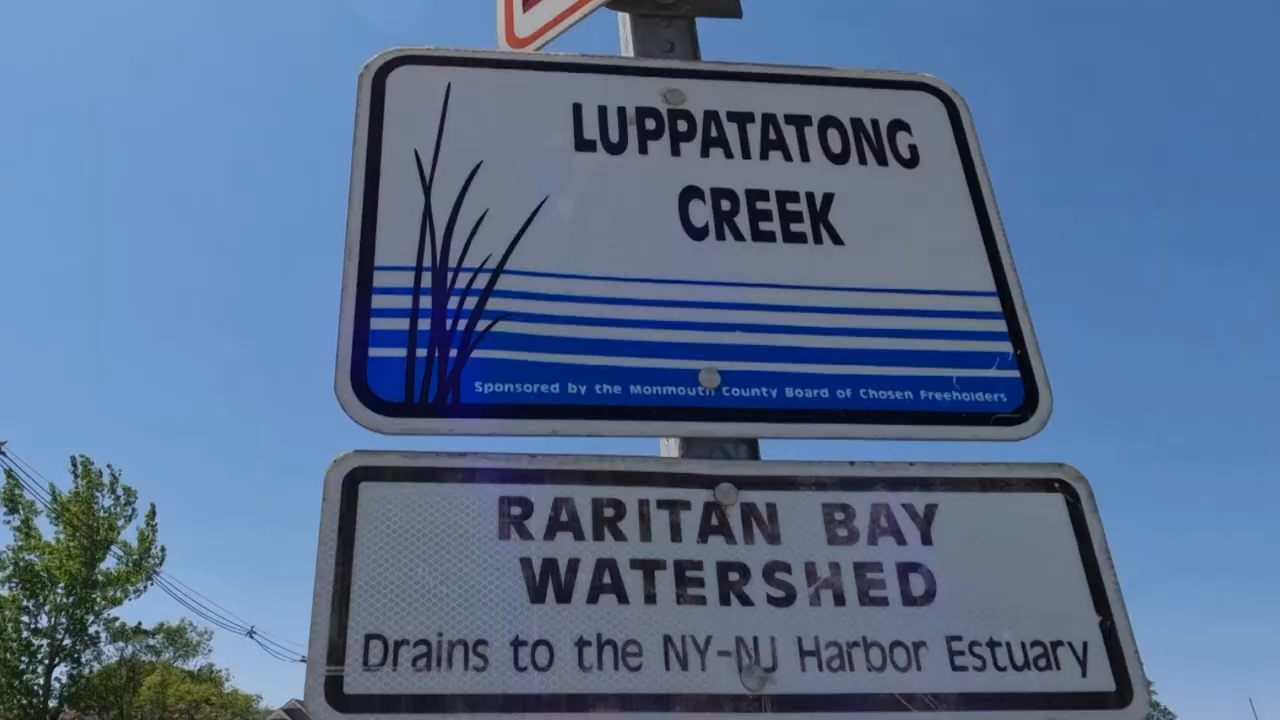 LUPPATATONG
CREEK
Sponsored by the Monmouth County Board of Chosen Freeholders
RARITAN BAY
WATERSHED
Drains to the NY-NJ Harbor Estuary